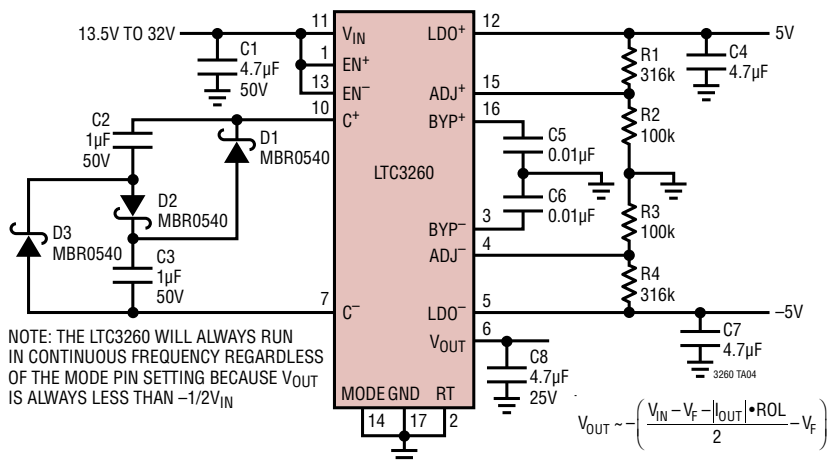 13.5V TO 32V
C1
4.7µF
50V
11
1
13
10
7
VIN
EN+
EN–
C+
C–
C2
1µF
50V
D1
MBR0540
D2
MBR0540
D3
MBR0540
C3
1µF
50V
LTC3260
LDO+
ADJ+
BYP+
BYP–
ADJ–
LDO–
VOUT
MODE GND RT
14 17 2
12
15
16
3
4
5
6
C5
0.01µF
C6
0.01µF
R1
316k
R2
100k
R3
100k
R4
316k
5V
C4
4.7µF
–5V
C7
4.7µF
C8
4.7µF
25V
3260 TA04
NOTE: THE LTC3260 WILL ALWAYS RUN
IN CONTINUOUS FREQUENCY REGARDLESS
OF THE MODE PIN SETTING BECAUSE VOUT
IS ALWAYS LESS THAN –1/2VIN
VOUT ~ –( (VIN – VF – |IOUT| • ROL) / 2 – VF )